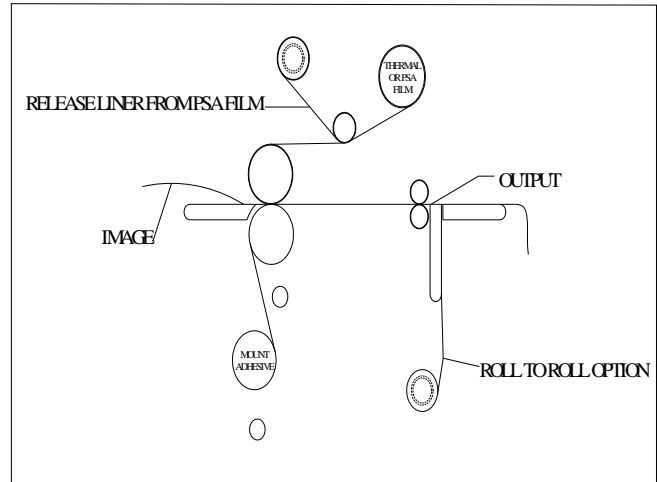 THERMAL
OR PSA
FILM
RELEASE LINER FROM PSA FILM
OUTPUT
IMAGE
MOUNT
ADHESIVE
ROLL TO ROLL OPTION